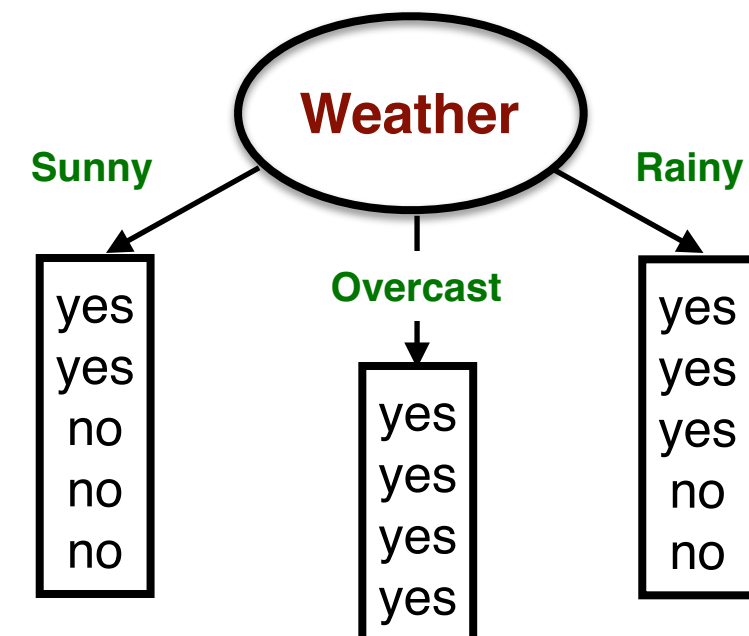 Weather
Sunny
Rainy
Overcast
yes
yes
no
no
no
yes
yes
yes
yes
yes
yes
yes
no
no